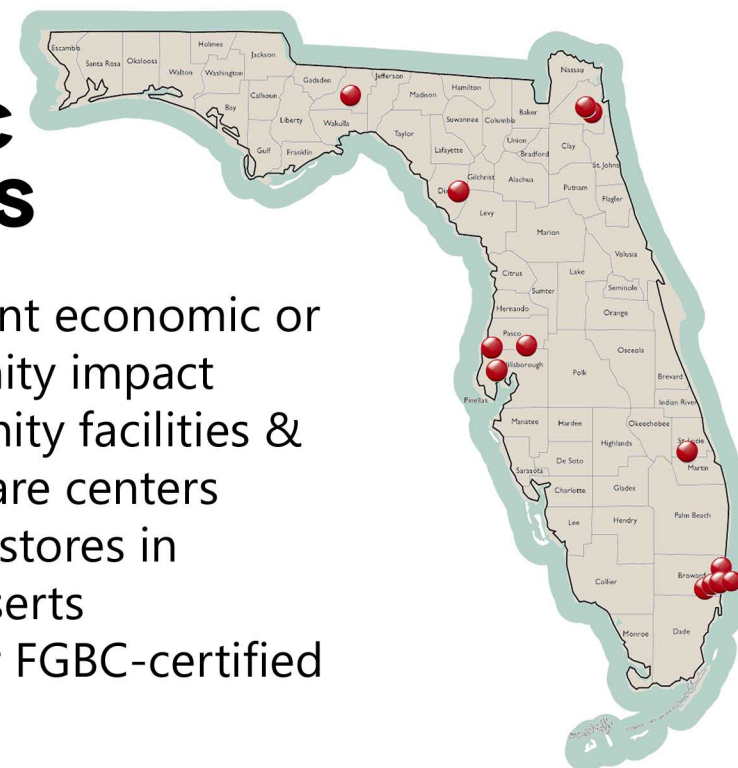 c
s
nt economic or
nity impact
nity facilities &
are centers
stores in
serts
FGBC-certified
Escambia
Santa Rosa
Okaloosa
Walton
Holmes
Washington
Jackson
Bay
Calhoun
Gulf
Liberty
Franklin
Gadsden
Wakulla
Jefferson
Madison
Taylor
Hamilton
Suwannee
Lafayette
Columbia
Baker
Nassau
Union
Bradford
Clay
St. Johns
Dix
Gilchrist
Alachua
Putnam
Flagler
Levy
Marion
Volusia
Citrus
Sumter
Lake
Seminole
Hernando
Orange
Pasco
illsborough
Polk
Osceola
Brevard
Pinellas
Indian River
Manatee
Hardee
Okeechobee
Highlands
St. Lucie
Sarasota
De Soto
Martin
Charlotte
Glades
Lee
Hendry
Palm Beach
Collier
Broward
Monroe
Dade